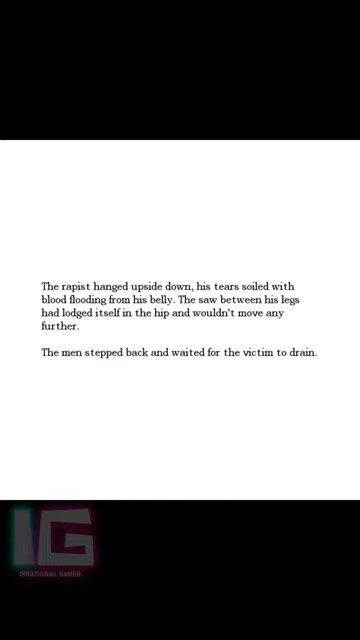 The rapist hanged upside down, his tears soiled with
blood flooding from his belly. The saw between his legs
had lodged itself in the hip and wouldn't move any
further.
The men stepped back and waited for the victim to drain.
IG
IRRATIONAL GAMER